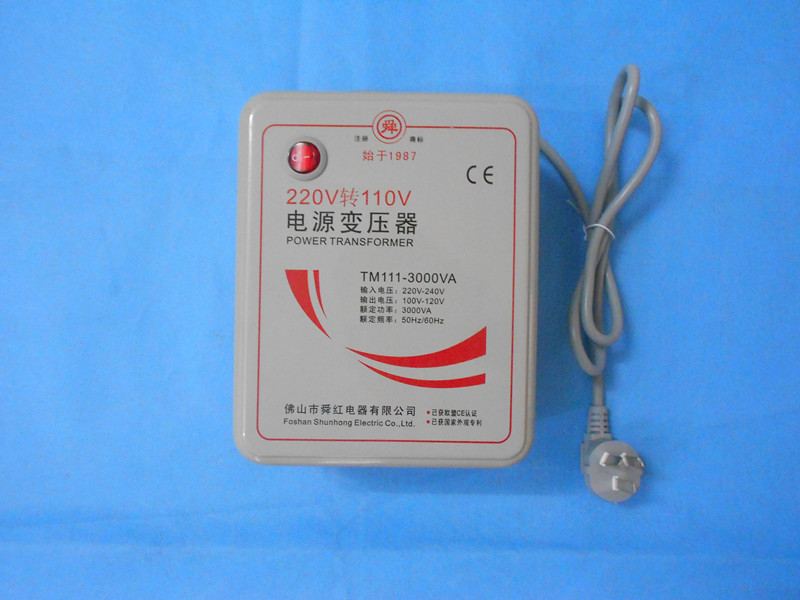 舜
注册 商标
始于1987
CE
220V转110V
电源变压器
POWER TRANSFORMER
TM111-3000VA
输入电压：220V-240V
输出电压：100V-120V
额定功率：3000VA
额定频率：50Hz/60Hz
佛山市舜红电器有限公司
Foshan Shunhong Electric Co.,Ltd.
•已获欧盟CE认证
•已获国家外观专利